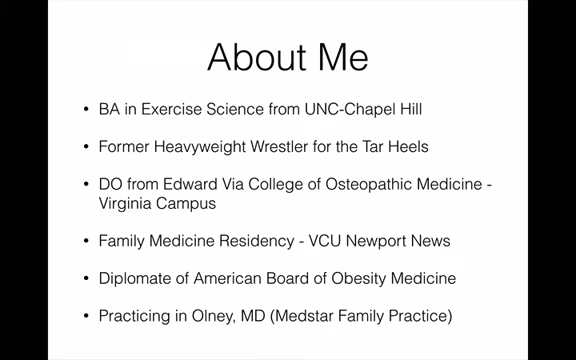 About Me
• BA in Exercise Science from UNC-Chapel Hill
• Former Heavyweight Wrestler for the Tar Heels
• DO from Edward Via College of Osteopathic Medicine -
Virginia Campus
• Family Medicine Residency - VCU Newport News
• Diplomate of American Board of Obesity Medicine
• Practicing in Olney, MD (Medstar Family Practice)